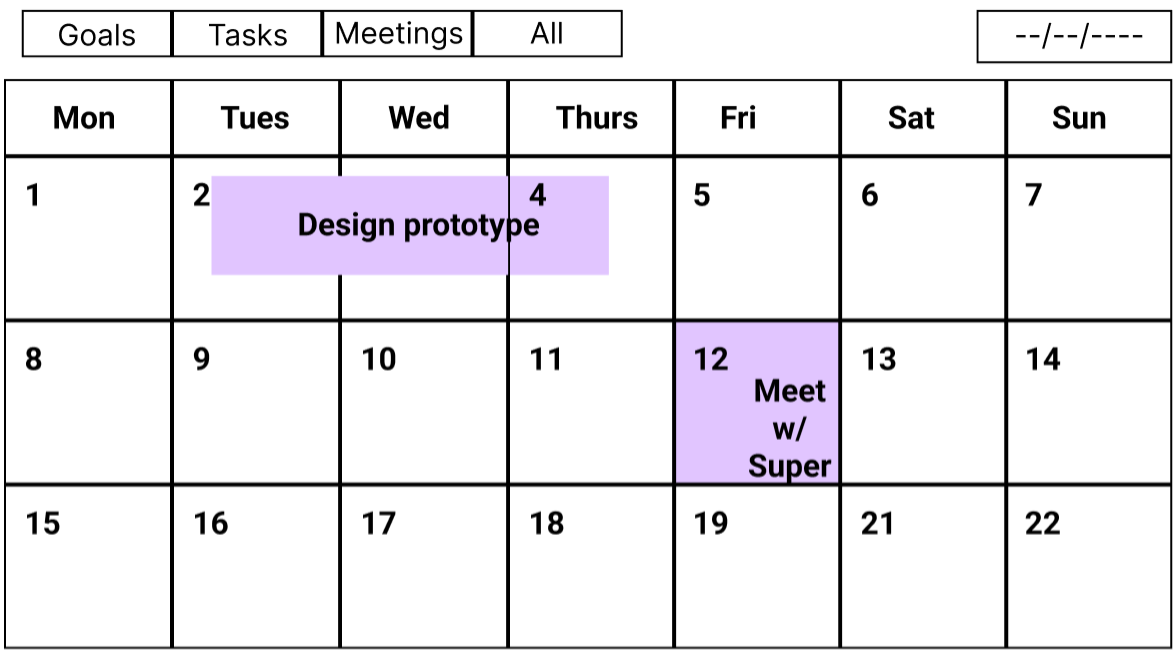 Goals Tasks Meetings All --/--/----
Mon Tues Wed Thurs Fri Sat Sun
1 2 4 5 6 7
Design prototype
8 9 10 11 12 13 14
Meet
w/
Super
15 16 17 18 19 21 22